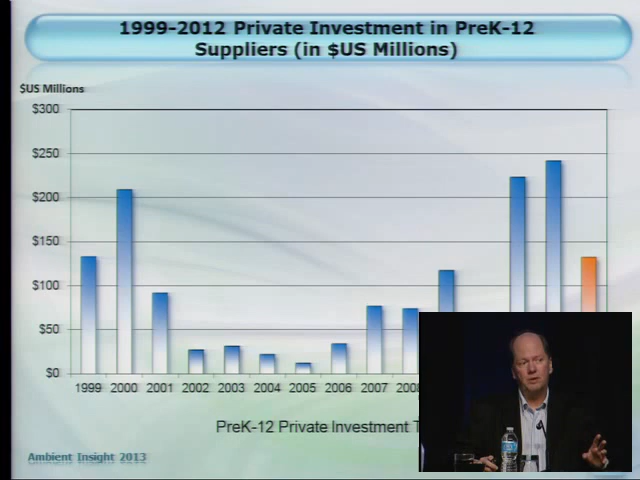 1999-2012 Private Investment in PreK-12
Suppliers (in $US Millions)
$US Millions
$300
$250
$200
$150
$100
$50
$0
1999 2000 2001 2002 2003 2004 2005 2006 2007
PreK-12 Private Investment
Ambient Insight 2013